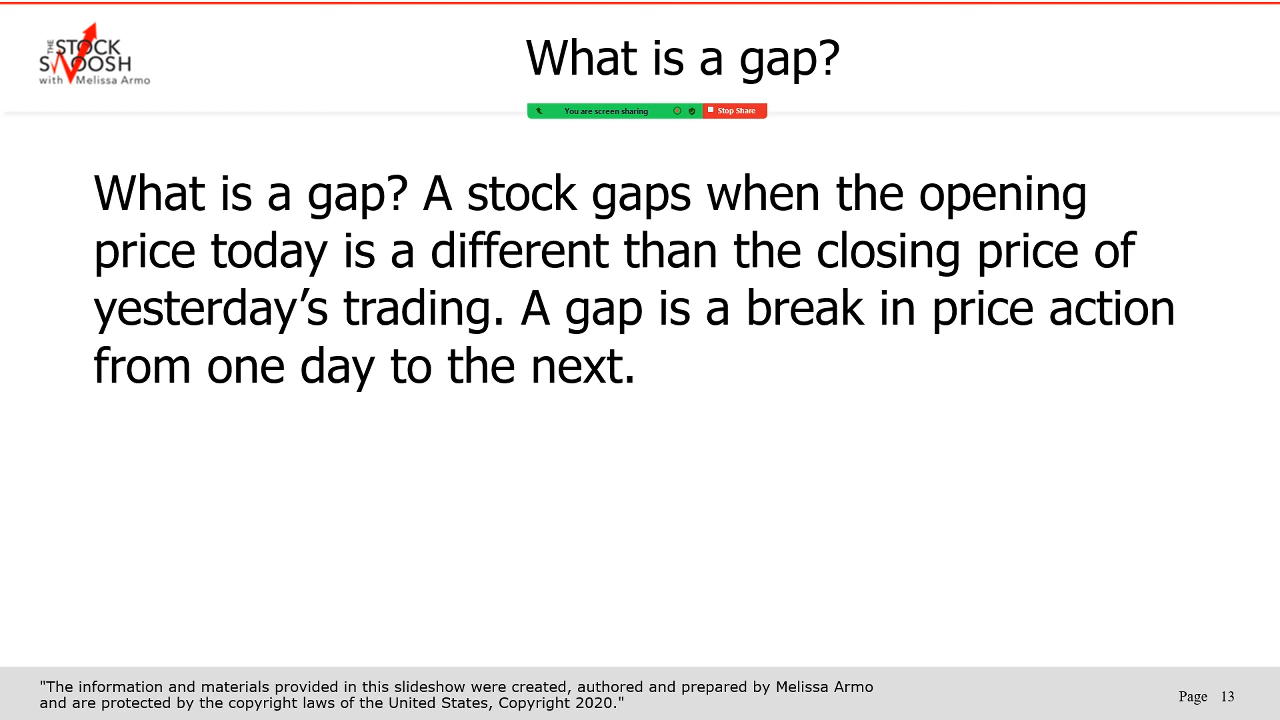 THE STOCK
SWOOSH
with Melissa Armo
What is a gap?
You are screen sharing Stop Share
What is a gap? A stock gaps when the opening
price today is a different than the closing price of
yesterday’s trading. A gap is a break in price action
from one day to the next.
"The information and materials provided in this slideshow were created, authored and prepared by Melissa Armo
and are protected by the copyright laws of the United States, Copyright 2020."
Page 13